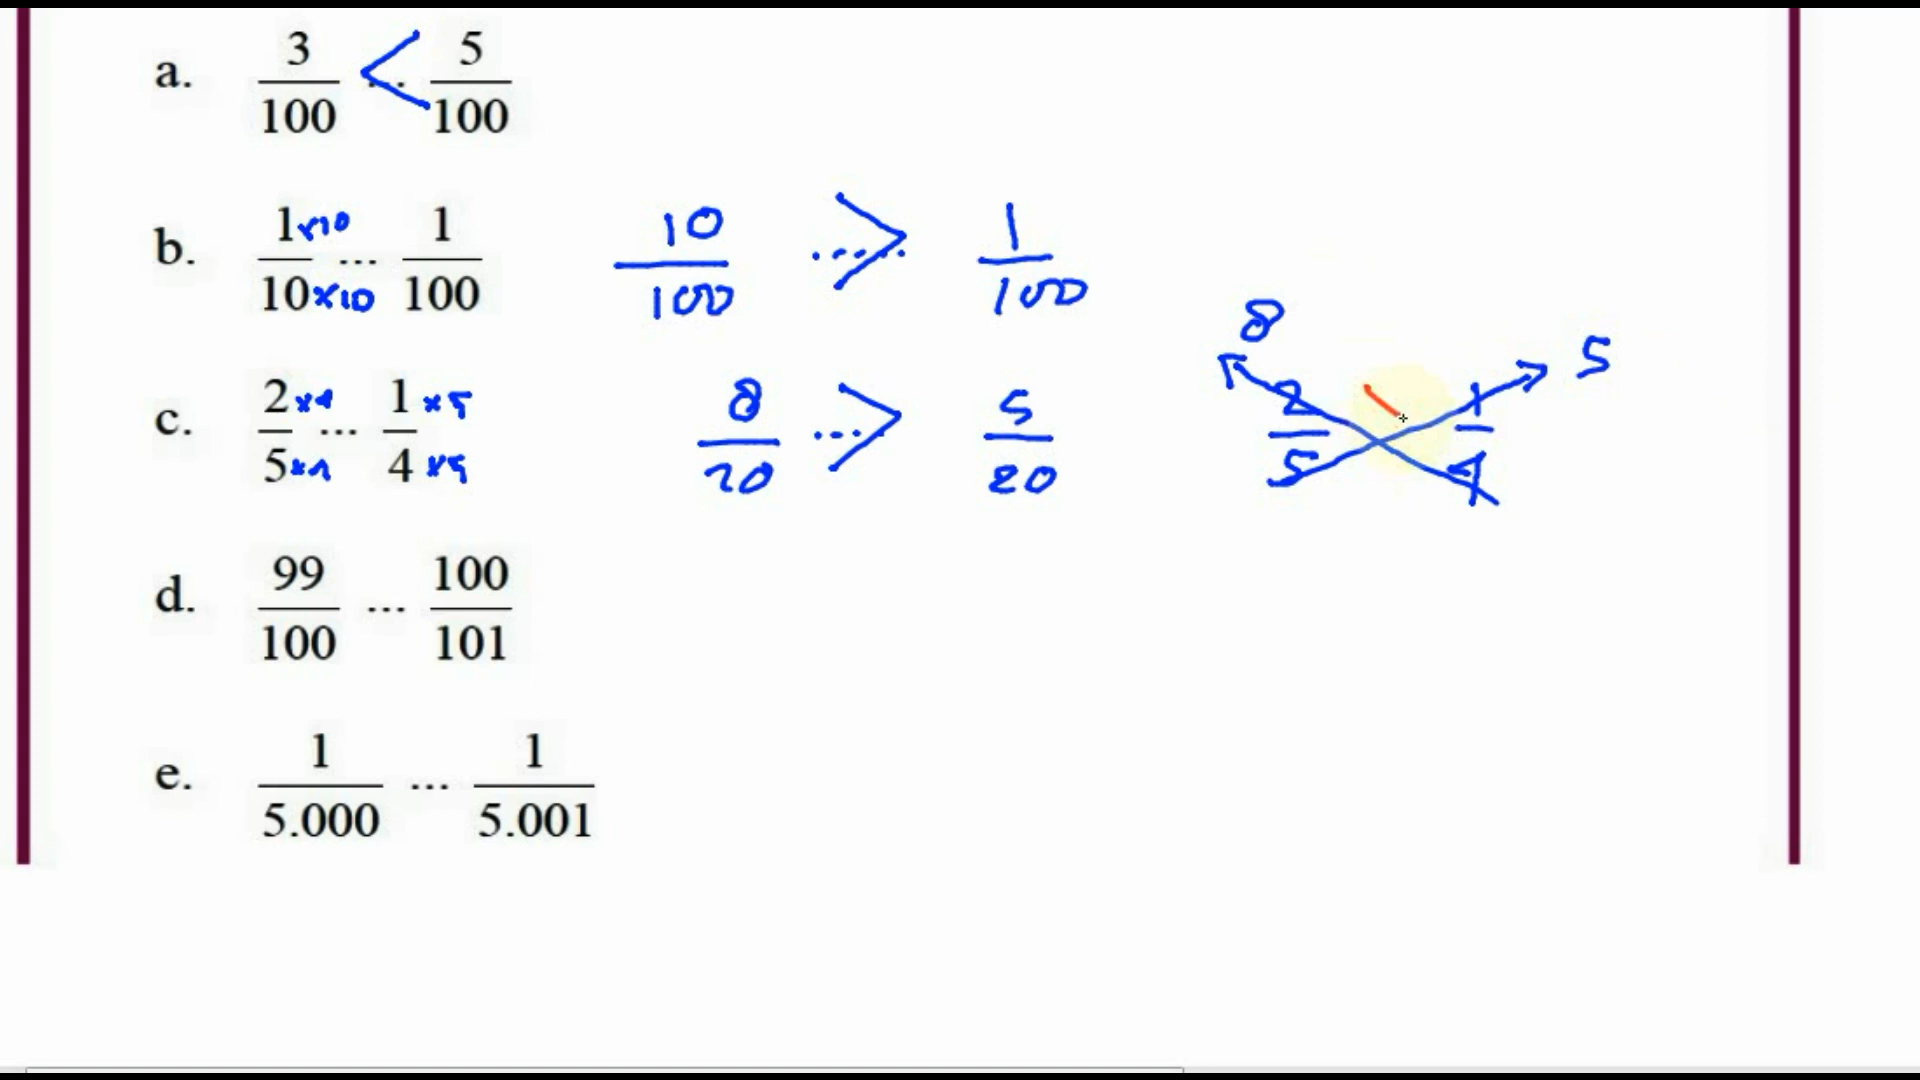 a. 3/100 < ... 5/100
b. 1×10/10×10 ... 1/100 10/100 .....> 1/100
8 5
c. 2×4/5×4 ... 1×5/4×5 8/20 ....> 5/20 2/5 1/4
d. 99/100 ... 100/101
e. 1/5.000 ... 1/5.001